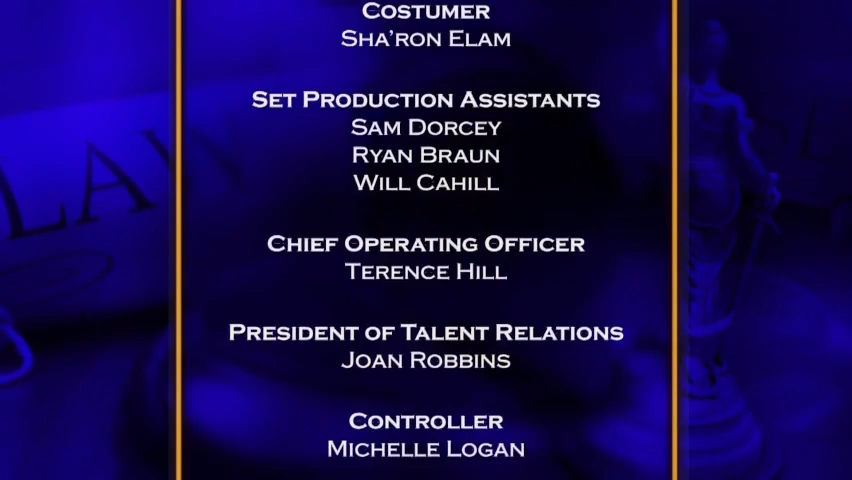 COSTUMER
SHA'RON ELAM
SET PRODUCTION ASSISTANTS
SAM DORCEY
RYAN BRAUN
WILL CAHILL
CHIEF OPERATING OFFICER
TERENCE HILL
PRESIDENT OF TALENT RELATIONS
JOAN ROBBINS
CONTROLLER
MICHELLE LOGAN
LAW